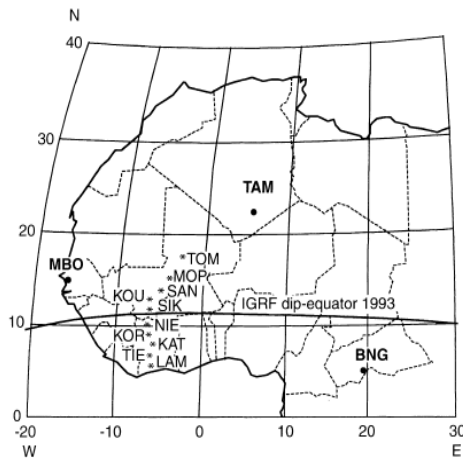 N
40
30
TAM
20
TOM
MBO
MOP
SAN
KOU
SIK
IGRF dip-equator 1993
10
NIE
KOR
KAT
TIE
LAM
BNG
0
-20 -10 0 10 20 30
W E